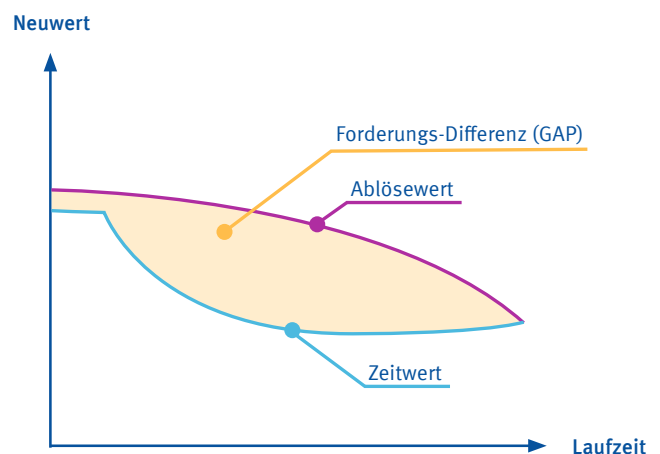 Neuwert
Forderungs-Differenz (GAP)
Ablösewert
Zeitwert
Laufzeit